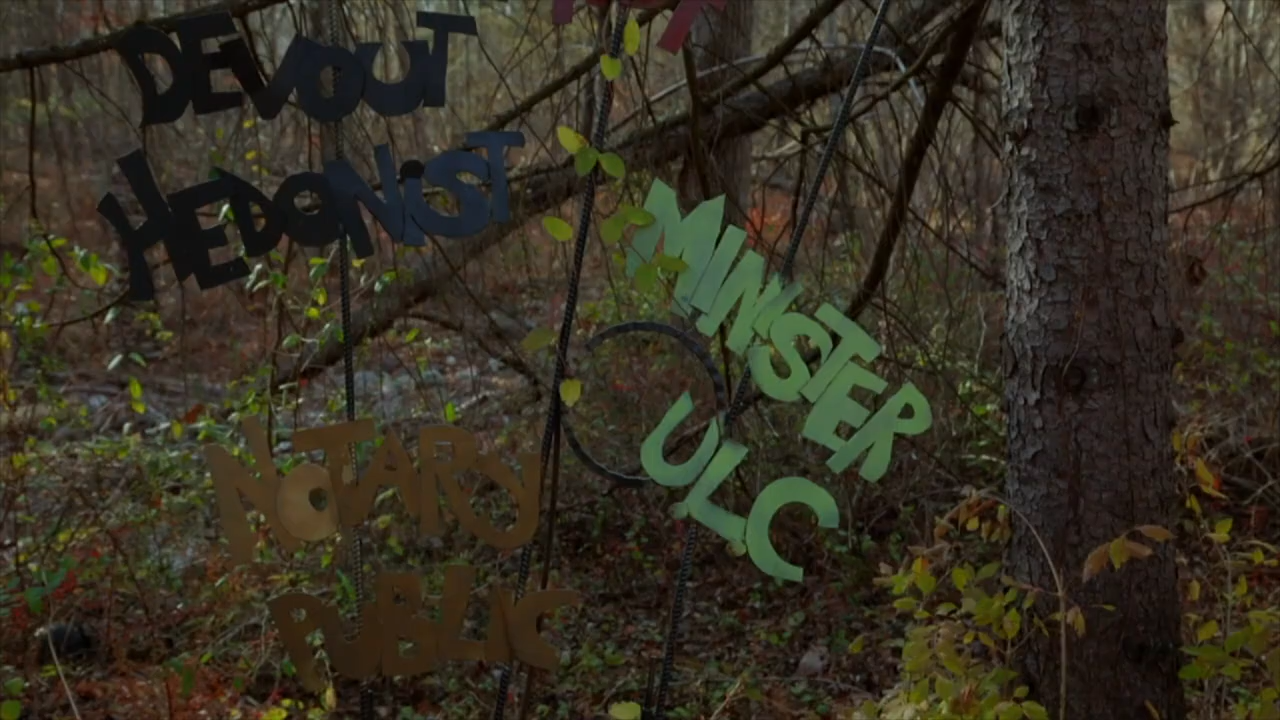 DEVOUT
HEDONIST
MINISTER
ULC
NOTARY
PUBLIC